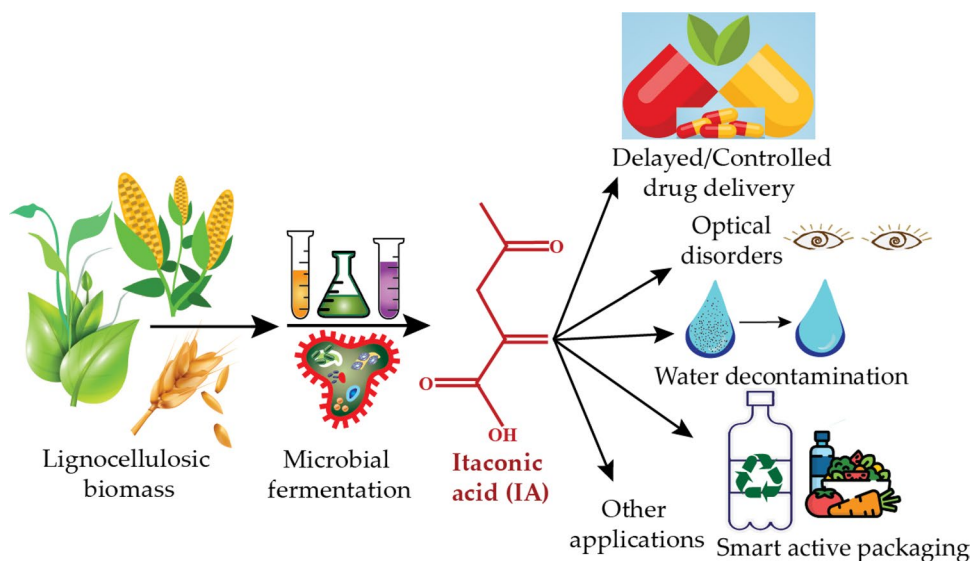 Delayed/Controlled
drug delivery
Optical
disorders
O
O
OH
Water decontamination
Lignocellulosic
biomass
Microbial
fermentation
Itaconic
acid (IA)
Other
applications
Smart active packaging